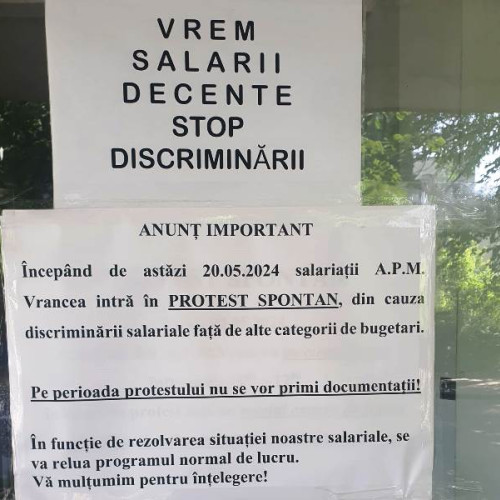 VREM
SALARII
DECENTE
STOP
DISCRIMINĂRII
ANUNȚ IMPORTANT
Începând de astăzi 20.05.2024 salariații A.P.M.
Vrancea intră în PROTEST SPONTAN, din cauza
discriminării salariale față de alte categorii de bugetari.
Pe perioada protestului nu se vor primi documentații!
În funcție de rezolvarea situației noastre salariale, se
va relua programul normal de lucru.
Vă mulțumim pentru înțelegere!